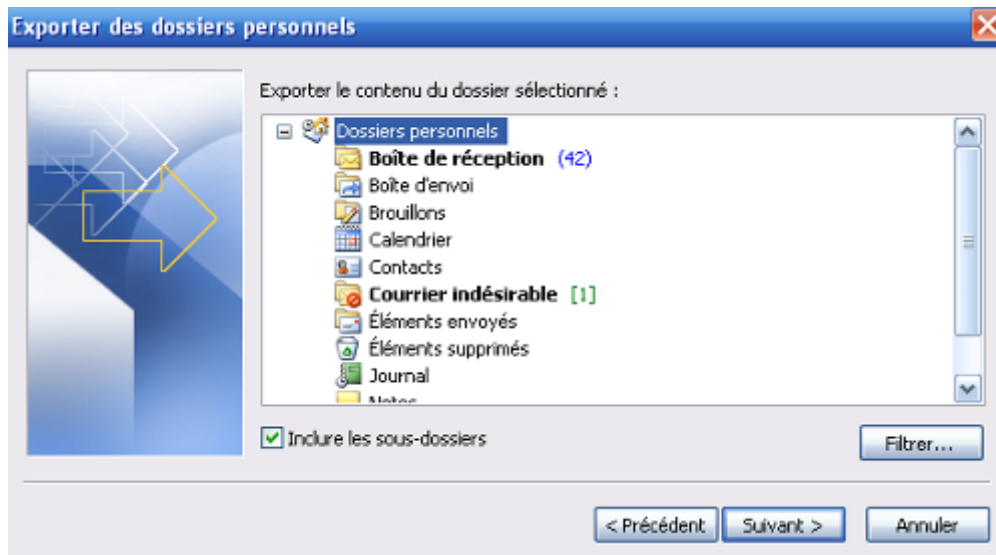 Exporter des dossiers personnels
Exporter le contenu du dossier sélectionné :
Dossiers personnels
Boîte de réception (42)
Boîte d'envoi
Brouillons
Calendrier
Contacts
Courrier indésirable [1]
Éléments envoyés
Éléments supprimés
Journal
Notes
Inclure les sous-dossiers
Filtrer...
< Précédent Suivant > Annuler